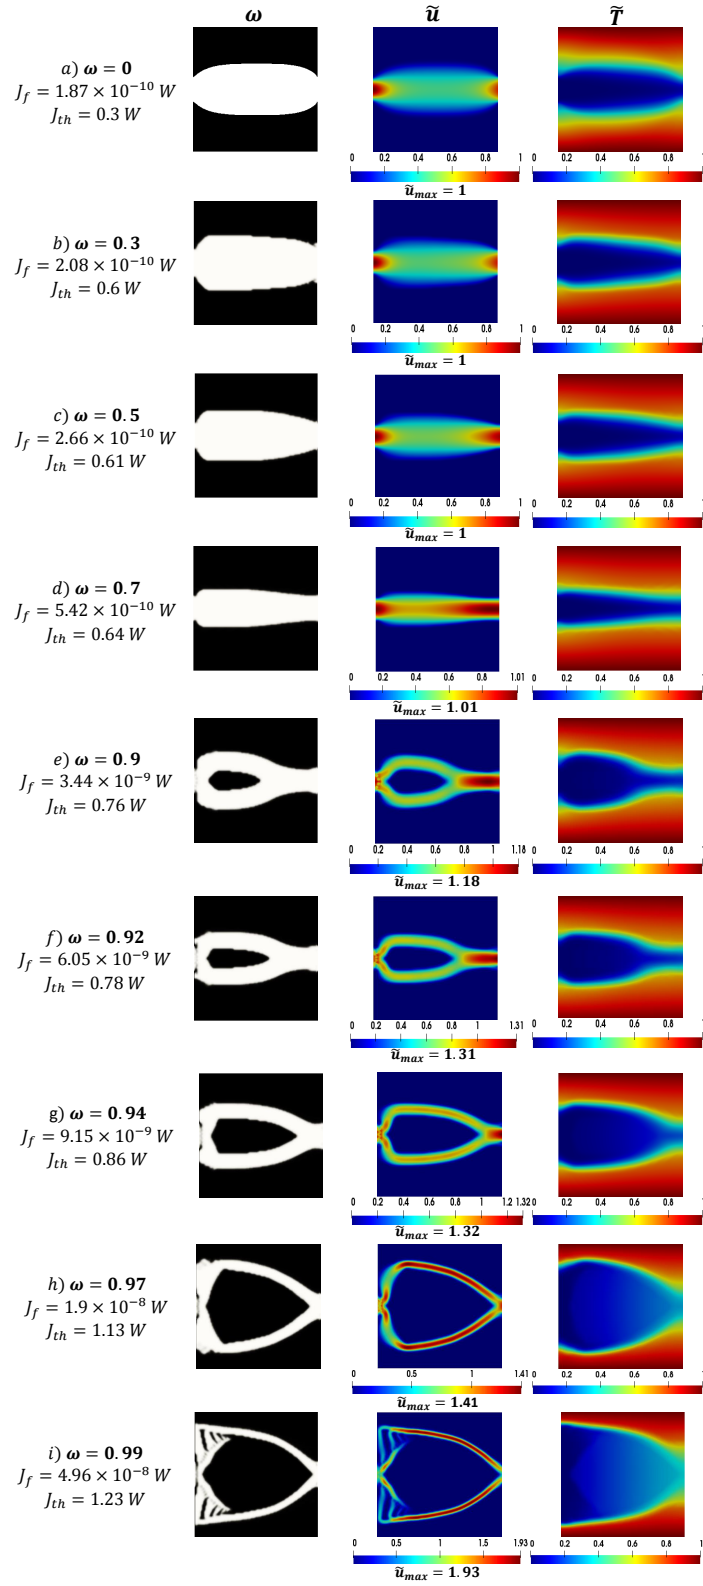 ω ũ T̃
a) ω = 0
J_f = 1.87 × 10⁻¹⁰ W
J_th = 0.3 W
0 0.2 0.4 0.6 0.8 1 0 0.2 0.4 0.6 0.8 1
ũ_max = 1
b) ω = 0.3
J_f = 2.08 × 10⁻¹⁰ W
J_th = 0.6 W
0 0.2 0.4 0.6 0.8 1 0 0.2 0.4 0.6 0.8 1
ũ_max = 1
c) ω = 0.5
J_f = 2.66 × 10⁻¹⁰ W
J_th = 0.61 W
0 0.2 0.4 0.6 0.8 1 0 0.2 0.4 0.6 0.8 1
ũ_max = 1
d) ω = 0.7
J_f = 5.42 × 10⁻¹⁰ W
J_th = 0.64 W
0 0.2 0.4 0.6 0.8 1.01 0 0.2 0.4 0.6 0.8 1
ũ_max = 1.01
e) ω = 0.9
J_f = 3.44 × 10⁻⁹ W
J_th = 0.76 W
0 0.2 0.4 0.6 0.8 1 1.18 0 0.2 0.4 0.6 0.8 1
ũ_max = 1.18
f) ω = 0.92
J_f = 6.05 × 10⁻⁹ W
J_th = 0.78 W
0 0.2 0.4 0.6 0.8 1 1.31 0 0.2 0.4 0.6 0.8 1
ũ_max = 1.31
g) ω = 0.94
J_f = 9.15 × 10⁻⁹ W
J_th = 0.86 W
0 0.2 0.4 0.6 0.8 1 1.2 1.32 0 0.2 0.4 0.6 0.8 1
ũ_max = 1.32
h) ω = 0.97
J_f = 1.9 × 10⁻⁸ W
J_th = 1.13 W
0 0.5 1 1.41 0 0.2 0.4 0.6 0.8 1
ũ_max = 1.41
i) ω = 0.99
J_f = 4.96 × 10⁻⁸ W
J_th = 1.23 W
0 0.5 1 1.5 1.93 0 0.2 0.4 0.6 0.8 1
ũ_max = 1.93